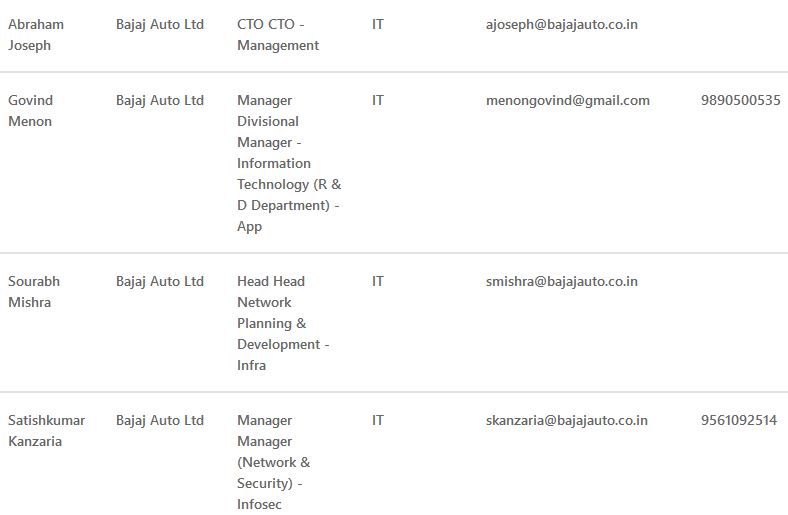 Abraham Bajaj Auto Ltd CTO CTO - IT ajoseph@bajajauto.co.in
Joseph Management
Govind Bajaj Auto Ltd Manager IT menongovind@gmail.com 9890500535
Menon Divisional
Manager -
Information
Technology (R &
D Department) -
App
Sourabh Bajaj Auto Ltd Head Head IT smishra@bajajauto.co.in
Mishra Network
Planning &
Development -
Infra
Satishkumar Bajaj Auto Ltd Manager IT skanzaria@bajajauto.co.in 9561092514
Kanzaria Manager
(Network &
Security) -
Infosec